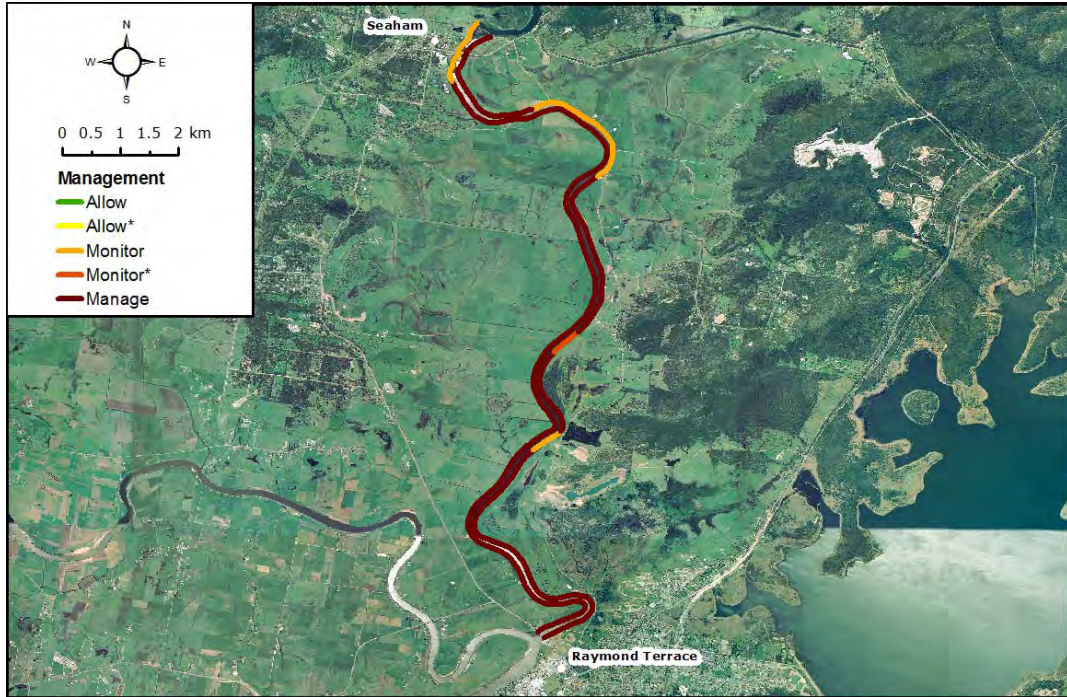 Seaham
N
W E
S
0 0.5 1 1.5 2 km
Management
Allow
Allow*
Monitor
Monitor*
Manage
Raymond Terrace